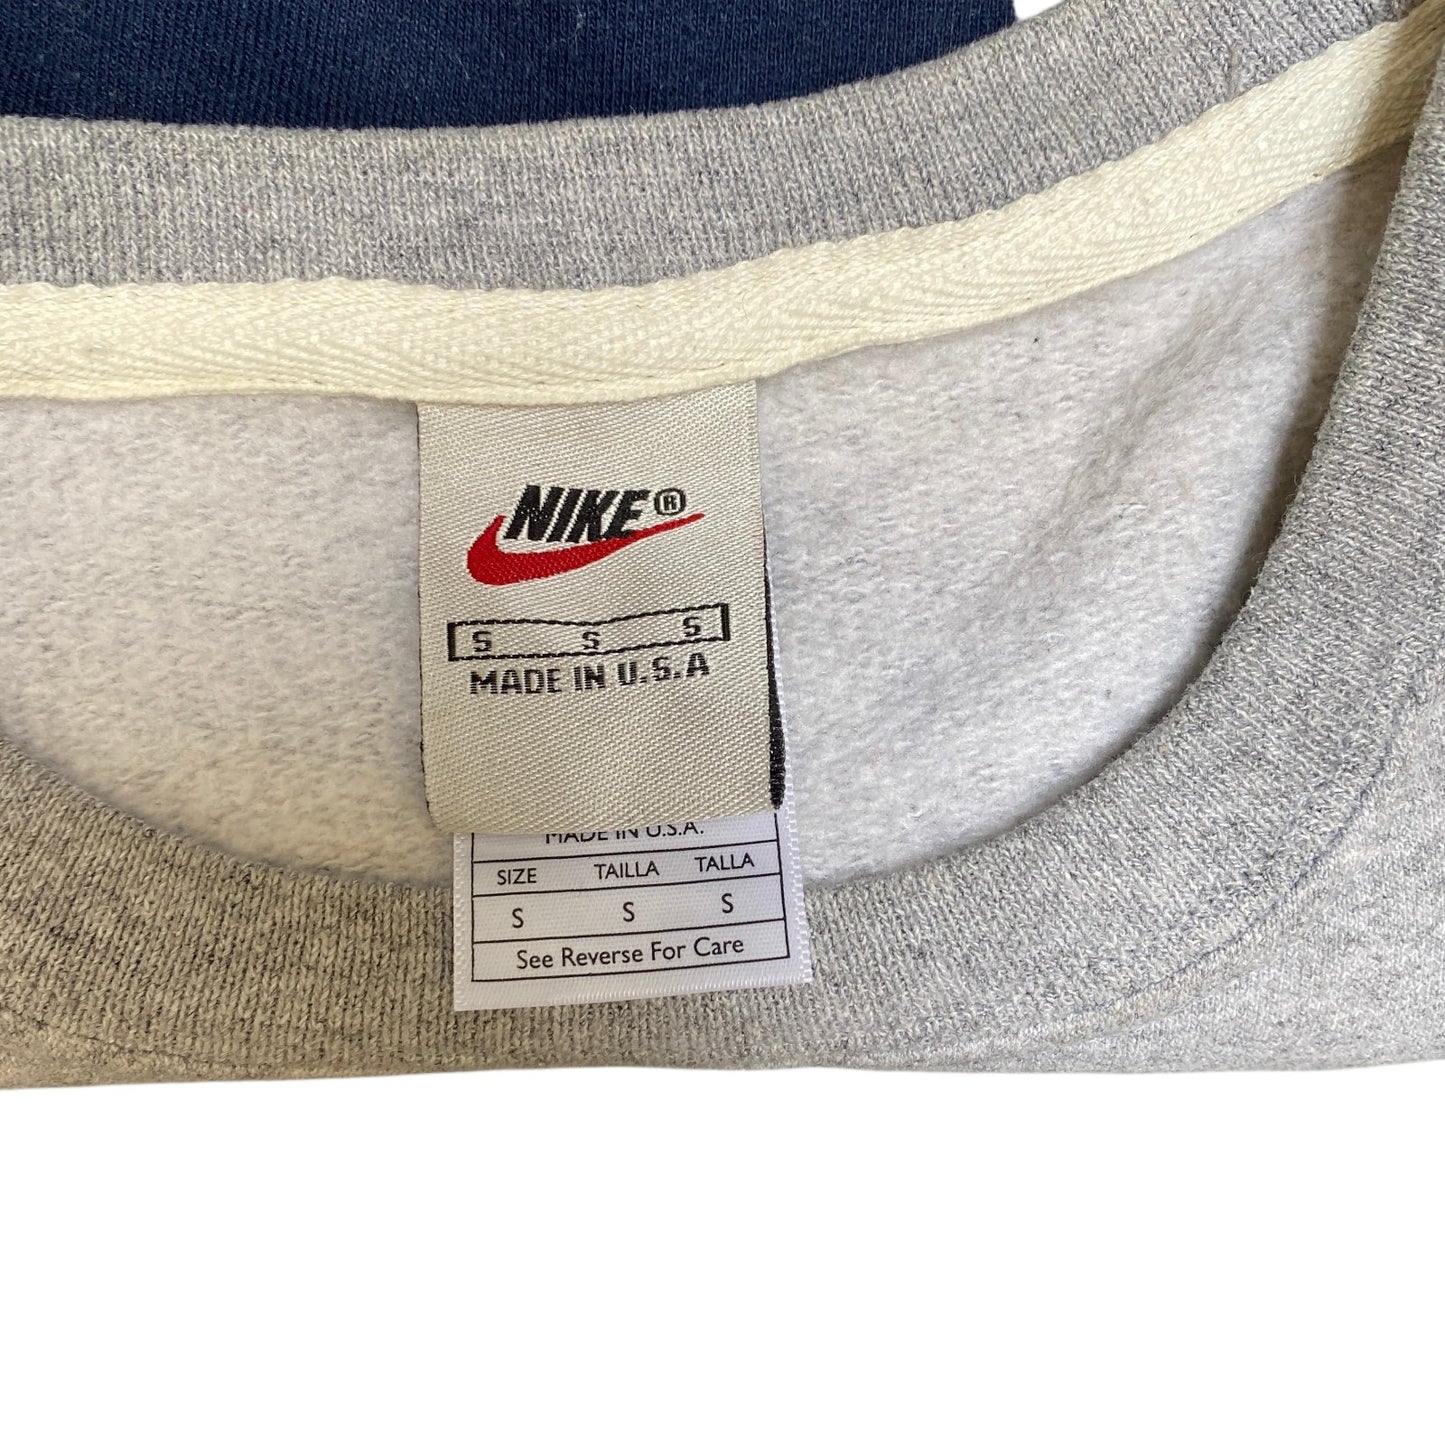 NIKE®
S S S
MADE IN U.S.A
MADE IN U.S.A.
SIZE TAILLA TALLA
S S S
See Reverse For Care